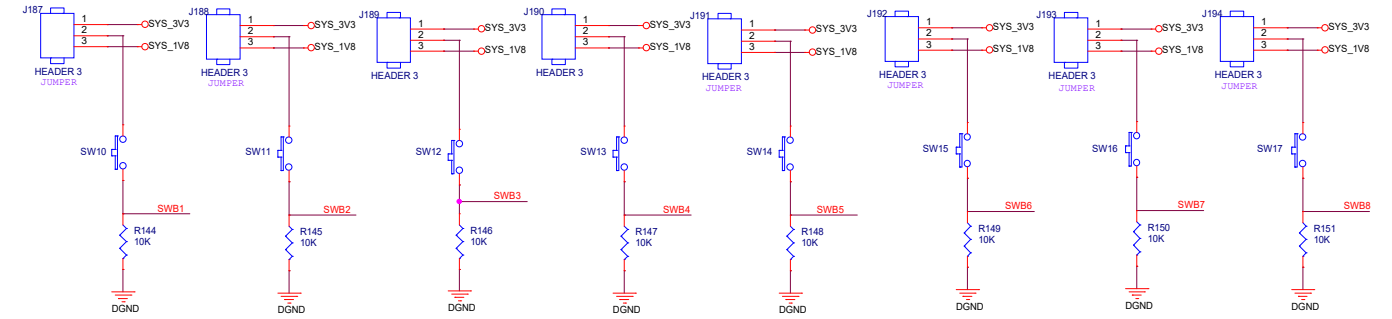 J187
1
2
3
SYS_3V3
SYS_1V8
HEADER 3
JUMPER
SW10
SWB1
R144
10K
DGND
J188
1
2
3
SYS_3V3
SYS_1V8
HEADER 3
JUMPER
SW11
SWB2
R145
10K
DGND
J189
1
2
3
SYS_3V3
SYS_1V8
HEADER 3
SW12
SWB3
R146
10K
DGND
J190
1
2
3
SYS_3V3
SYS_1V8
HEADER 3
SW13
SWB4
R147
10K
DGND
J191
1
2
3
SYS_3V3
SYS_1V8
HEADER 3
JUMPER
SW14
SWB5
R148
10K
DGND
J192
1
2
3
SYS_3V3
SYS_1V8
HEADER 3
JUMPER
SW15
SWB6
R149
10K
DGND
J193
1
2
3
SYS_3V3
SYS_1V8
HEADER 3
JUMPER
SW16
SWB7
R150
10K
DGND
J194
1
2
3
SYS_3V3
SYS_1V8
HEADER 3
JUMPER
SW17
SWB8
R151
10K
DGND